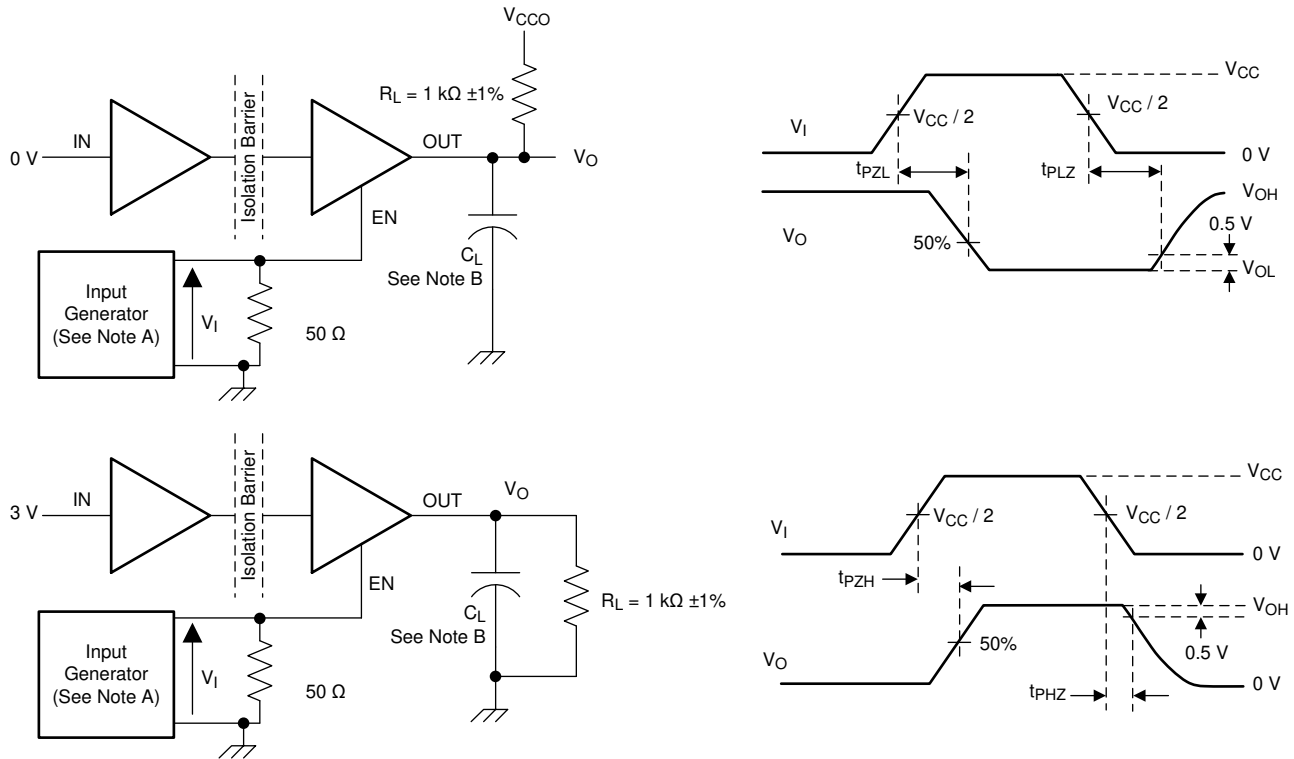 VCCO
RL = 1 kΩ ±1%
0 V
IN
Isolation Barrier
OUT
VO
EN
CL
See Note B
Input
Generator
(See Note A)
VI
50 Ω
VCC
VCC / 2
VCC / 2
VI
0 V
tPZL
tPLZ
VOH
0.5 V
VO
50%
VOL
3 V
IN
Isolation Barrier
OUT
VO
EN
CL
See Note B
RL = 1 kΩ ±1%
Input
Generator
(See Note A)
VI
50 Ω
VCC
VCC / 2
VCC / 2
VI
0 V
tPZH
VOH
50%
0.5 V
VO
tPHZ
0 V